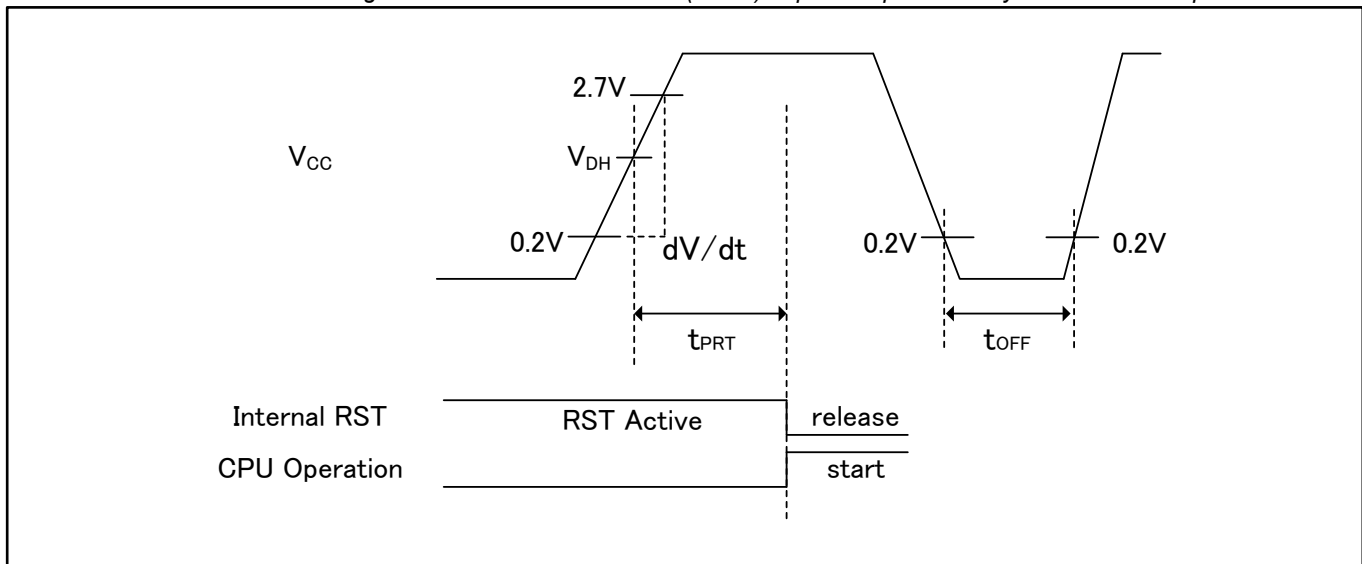 2.7V
VCC
VDH
0.2V
dV/dt
0.2V
0.2V
tPRT
tOFF
Internal RST
RST Active
release
CPU Operation
start